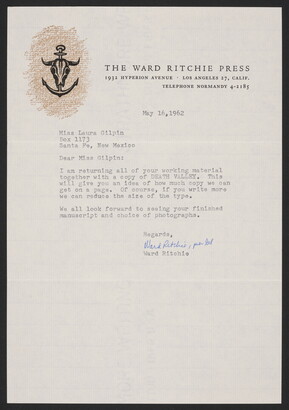 THE WARD RITCHIE PRESS
1932 HYPERION AVENUE · LOS ANGELES 27, CALIF.
TELEPHONE NORMANDY 4-2185
May 18,1962
Miss Laura Gilpin
Box 1173
Santa Fe, New Mexico
Dear Miss Gilpin:
I am returning all of your working material
together with a copy of DEATH VALLEY. This
will give you an idea of how much copy we can
get on a page. Of course, if you write more
we can reduce the size of the type.
We all look forward to seeing your finished
manuscript and choice of photographs.
Regards,
Ward Ritchie, per
Ward Ritchie